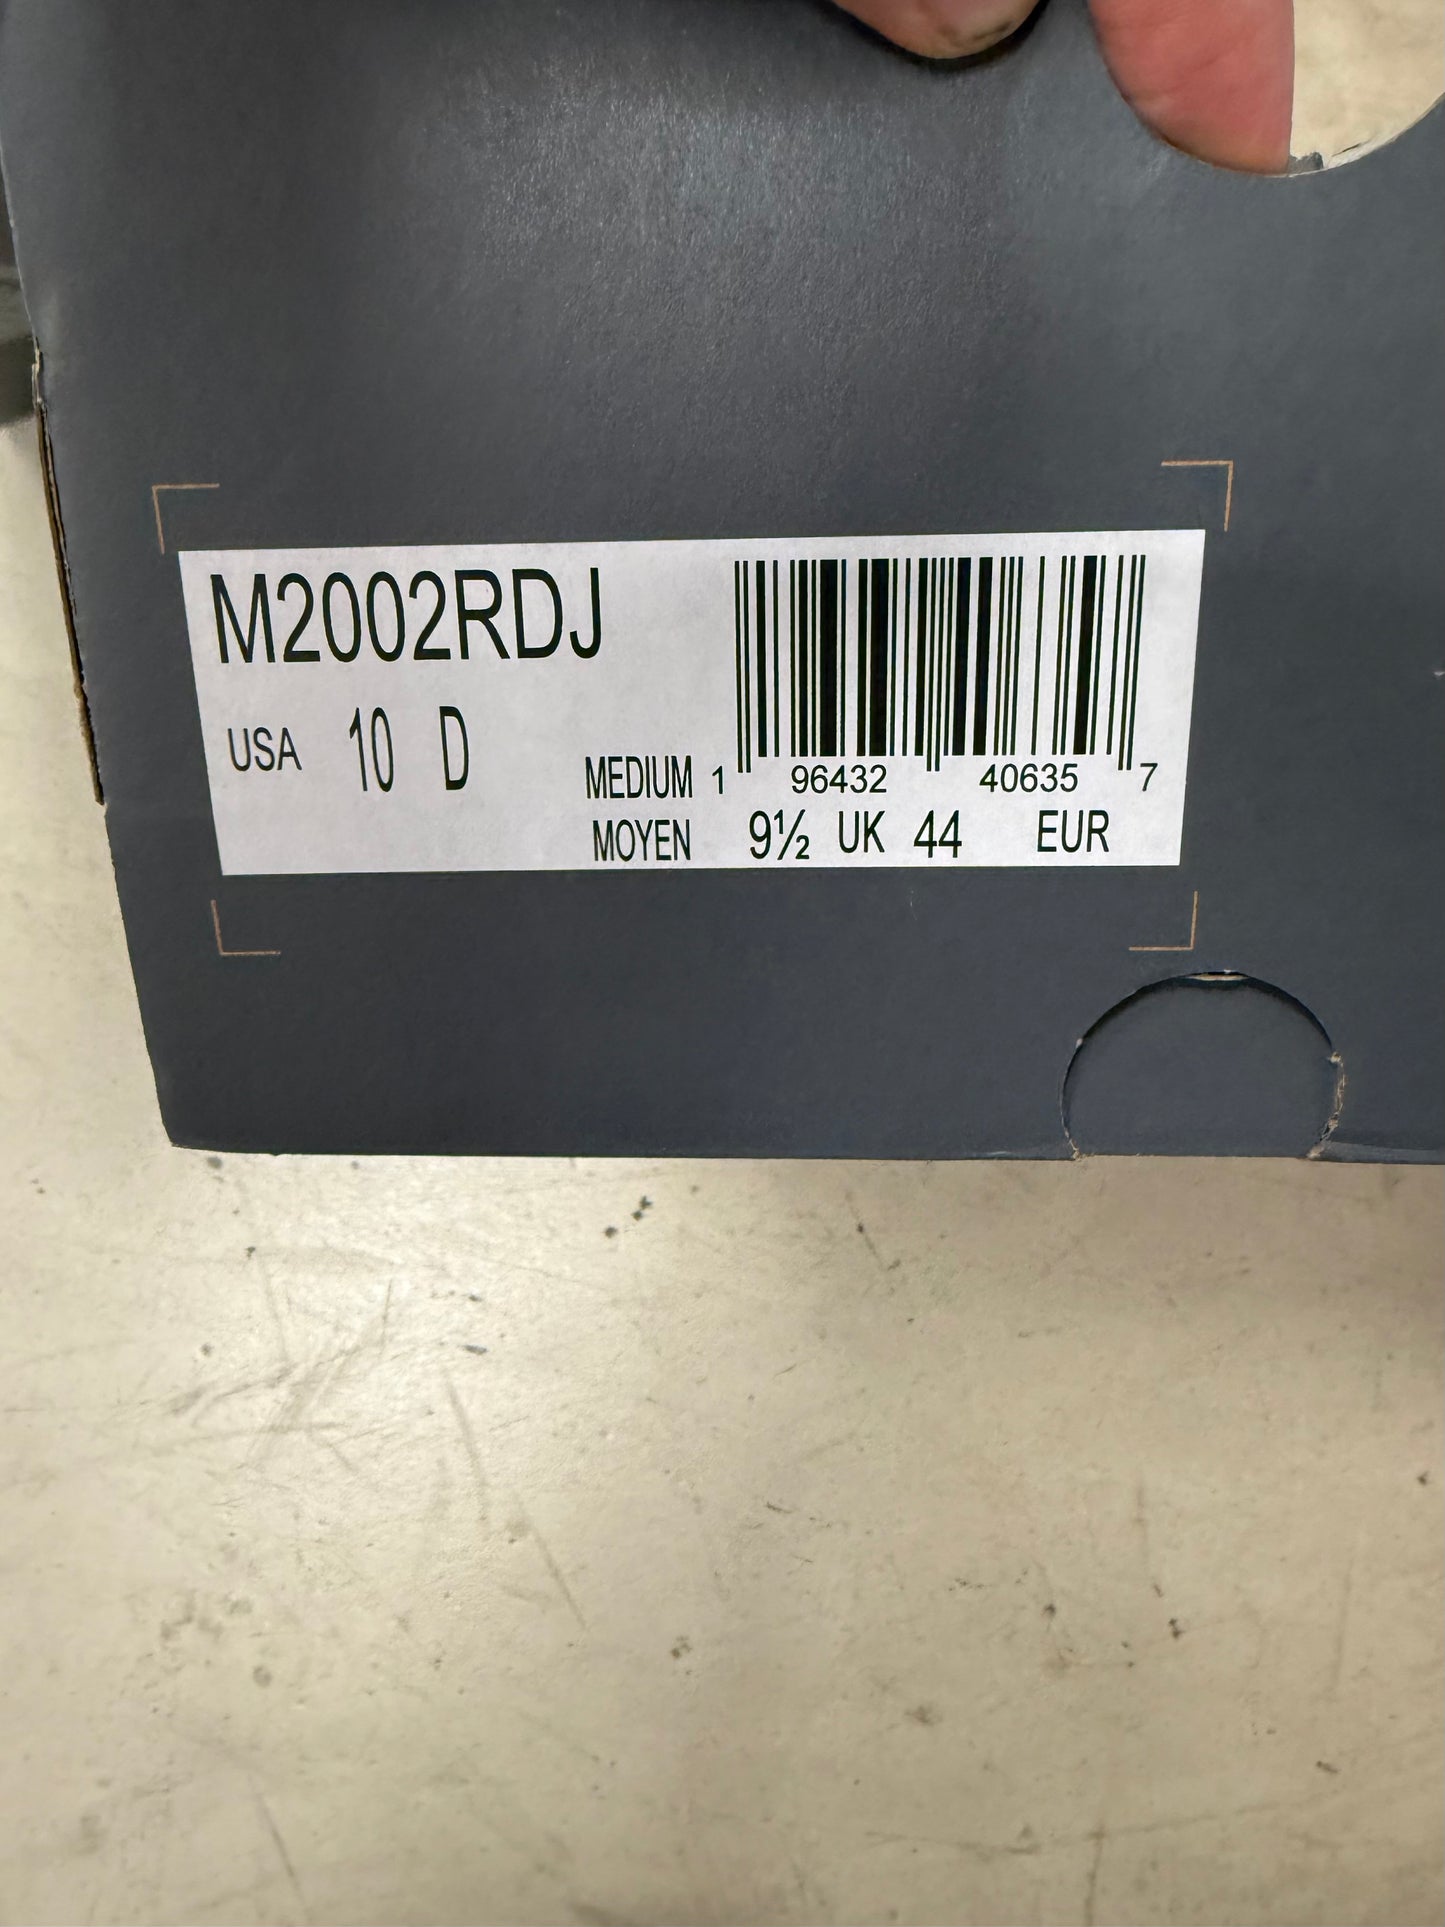 M2002RDJ
USA 10 D
MEDIUM 1 96432 40635 7
MOYEN 9½ UK 44 EUR